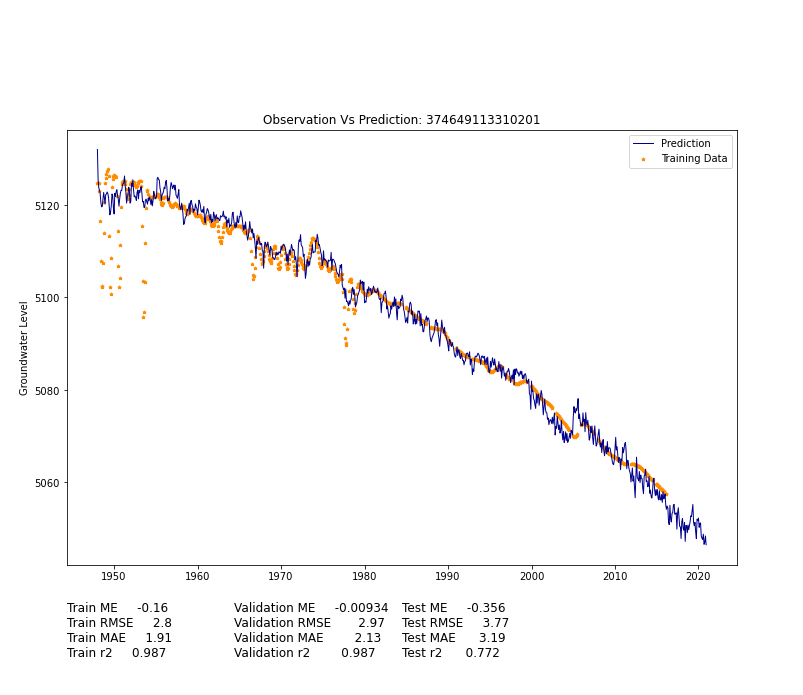 Observation Vs Prediction: 374649113310201
Prediction
Training Data
Groundwater Level
5120
5100
5080
5060
1950 1960 1970 1980 1990 2000 2010 2020
Train ME -0.16 Validation ME -0.00934 Test ME -0.356
Train RMSE 2.8 Validation RMSE 2.97 Test RMSE 3.77
Train MAE 1.91 Validation MAE 2.13 Test MAE 3.19
Train r2 0.987 Validation r2 0.987 Test r2 0.772